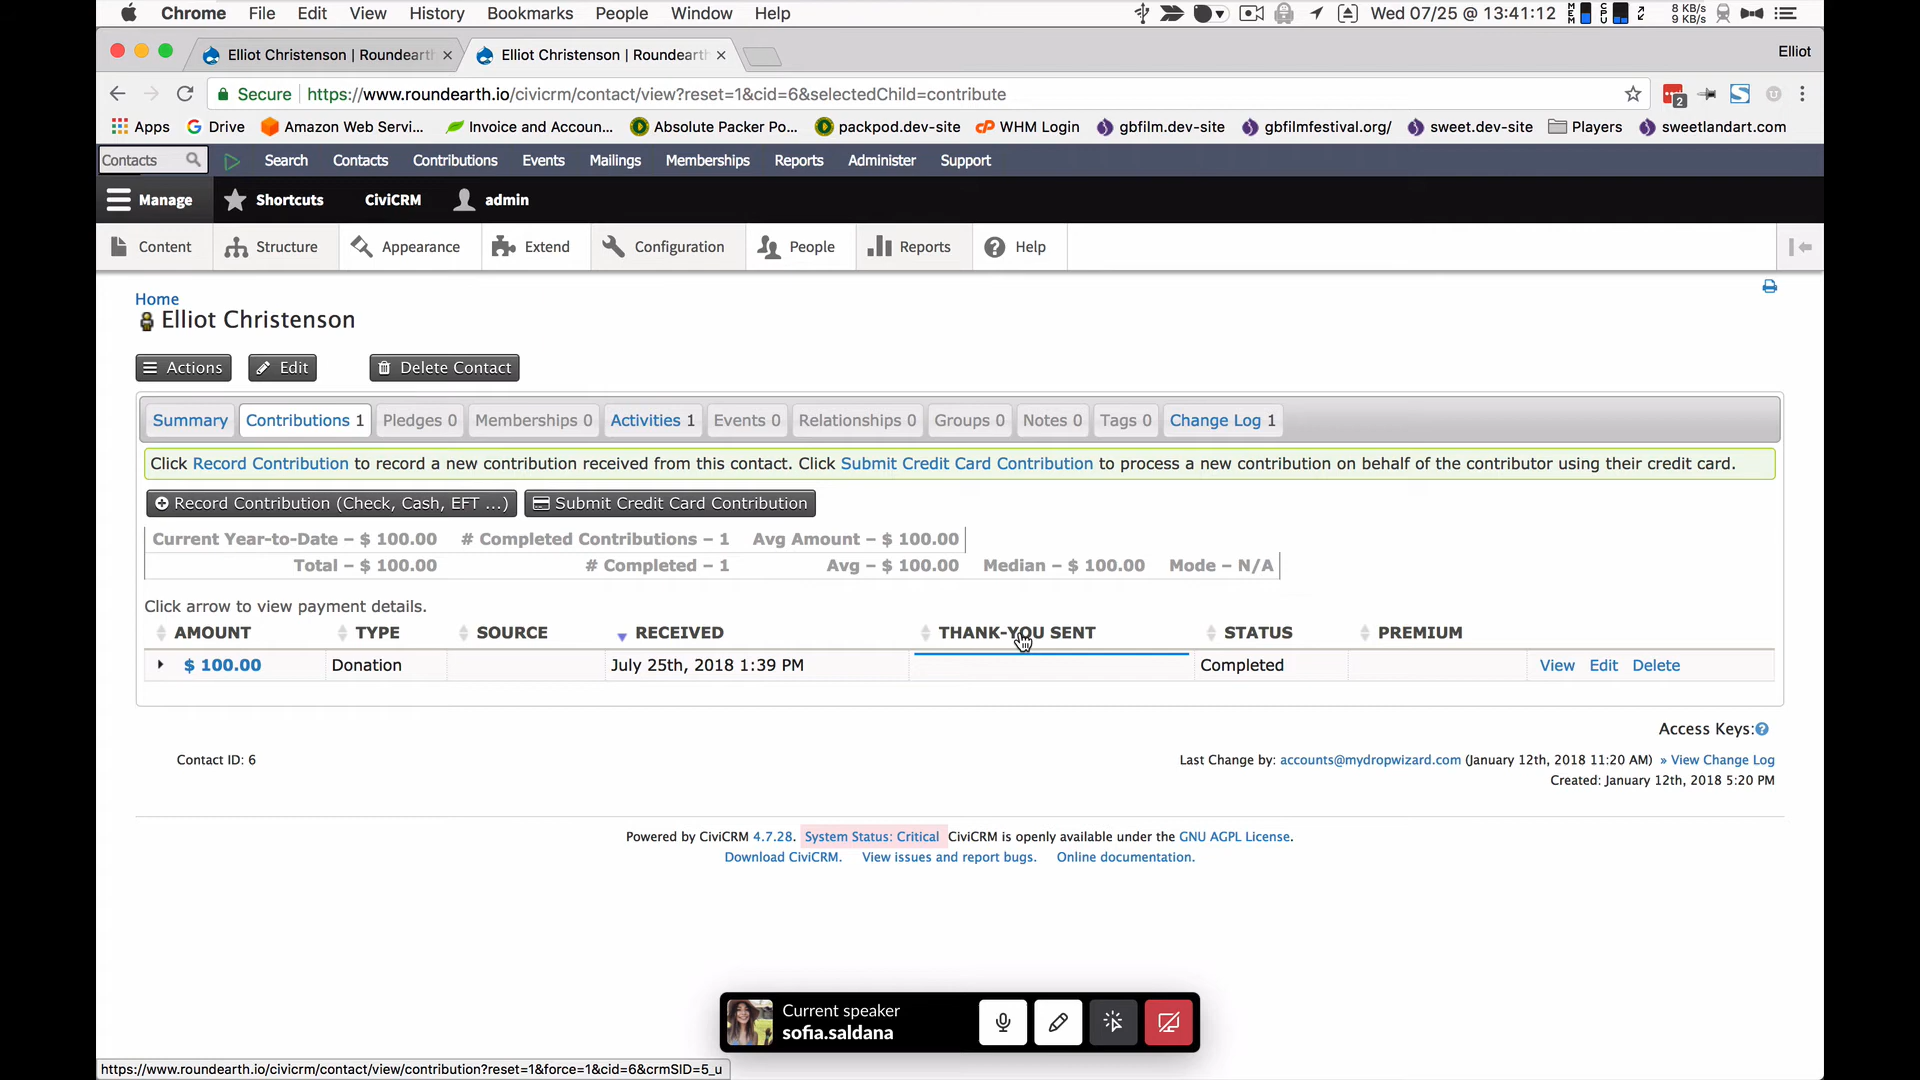 Chrome File Edit View History Bookmarks People Window Help
MEM CPU 8 KB/s 9 KB/s Wed 07/25 @ 13:41:12
Elliot Christenson | Roundearth
Elliot Christenson | Roundearth
Elliot
Secure https://www.roundearth.io/civicrm/contact/view?reset=1&cid=6&selectedChild=contribute
2
Apps Drive Amazon Web Servi... Invoice and Accoun... Absolute Packer Po... packpod.dev-site WHM Login gbfilm.dev-site gbfilmfestival.org/ sweet.dev-site Players sweetlandart.com
Contacts Search Contacts Contributions Events Mailings Memberships Reports Administer Support
Manage Shortcuts CiviCRM admin
Content Structure Appearance Extend Configuration People Reports Help
Home
Elliot Christenson
Actions Edit Delete Contact
Summary Contributions 1 Pledges 0 Memberships 0 Activities 1 Events 0 Relationships 0 Groups 0 Notes 0 Tags 0 Change Log 1
Click Record Contribution to record a new contribution received from this contact. Click Submit Credit Card Contribution to process a new contribution on behalf of the contributor using their credit card.
Record Contribution (Check, Cash, EFT ...) Submit Credit Card Contribution
Current Year-to-Date – $ 100.00 # Completed Contributions – 1 Avg Amount – $ 100.00
Total – $ 100.00 # Completed – 1 Avg – $ 100.00 Median – $ 100.00 Mode – N/A
Click arrow to view payment details.
AMOUNT TYPE SOURCE RECEIVED THANK-YOU SENT STATUS PREMIUM
$ 100.00 Donation July 25th, 2018 1:39 PM Completed View Edit Delete
Access Keys:
Contact ID: 6
Last Change by: accounts@mydropwizard.com (January 12th, 2018 11:20 AM) » View Change Log
Created: January 12th, 2018 5:20 PM
Powered by CiviCRM 4.7.28. System Status: Critical CiviCRM is openly available under the GNU AGPL License.
Download CiviCRM. View issues and report bugs. Online documentation.
Current speaker
sofia.saldana
https://www.roundearth.io/civicrm/contact/view/contribution?reset=1&force=1&cid=6&crmSID=5_u